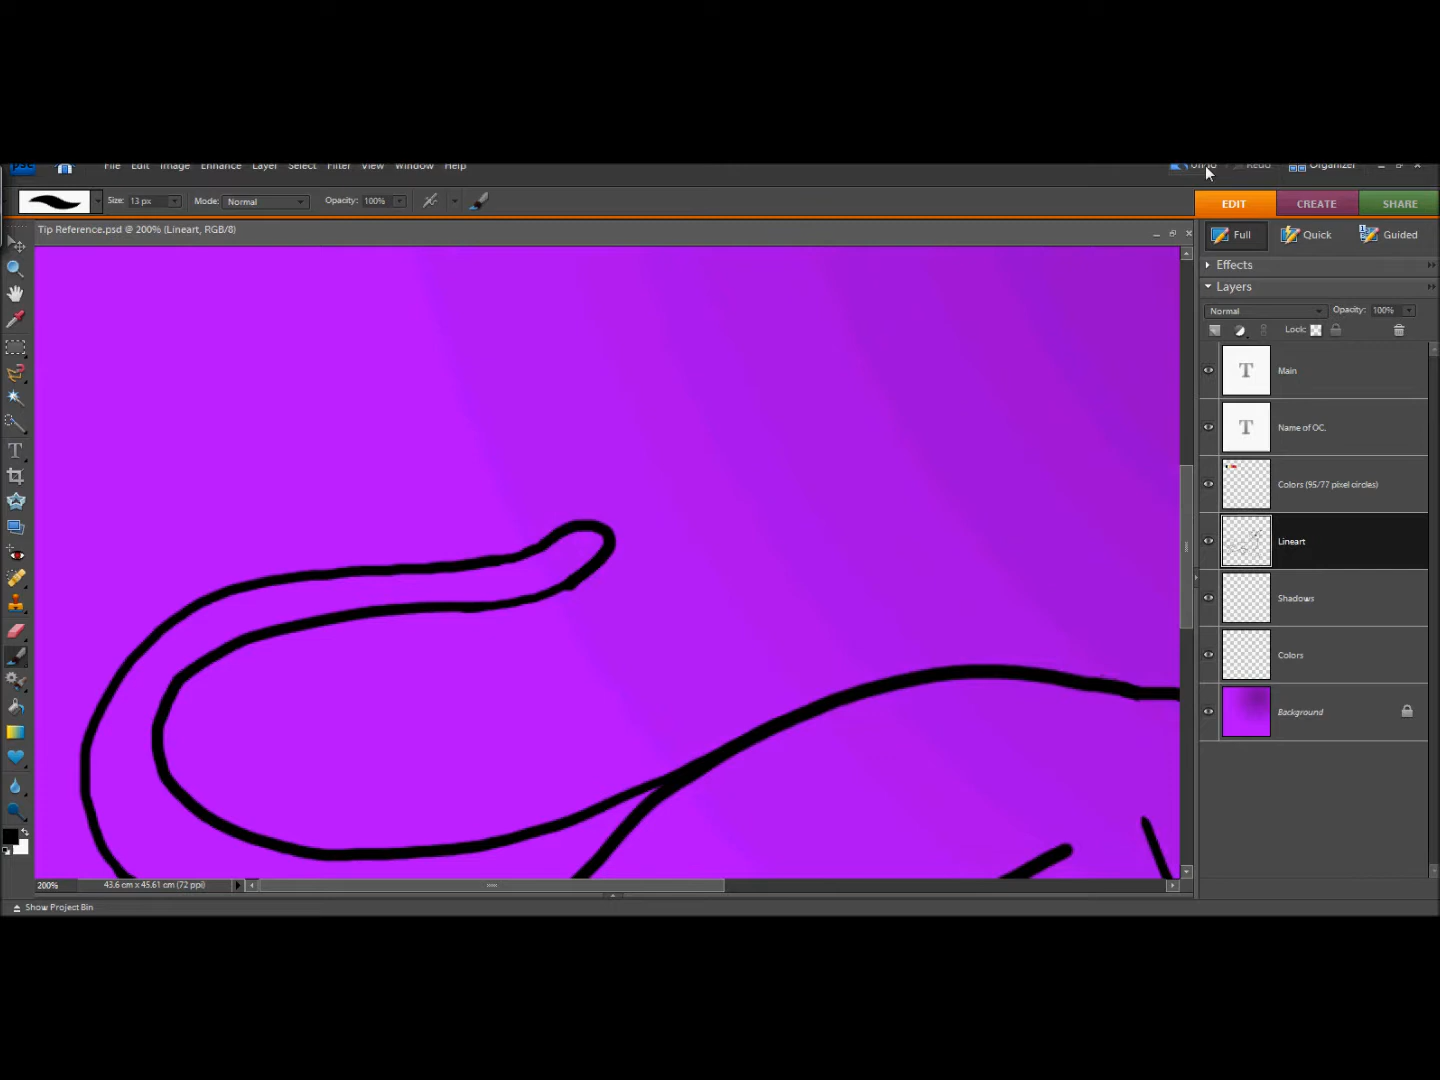 File Edit Image Enhance Layer Select Filter View Window Help Undo Redo Organizer
Size: 13 px Mode: Normal Opacity: 100% EDIT CREATE SHARE
Tip Reference.psd @ 200% (Lineart, RGB/8)
Full Quick Guided
Effects
Layers
Normal Opacity: 100%
Lock:
T Main
T Name of OC.
Colors (95/77 pixel circles)
Lineart
Shadows
Colors
Background
200% 43.6 cm x 45.61 cm (72 ppi)
Show Project Bin